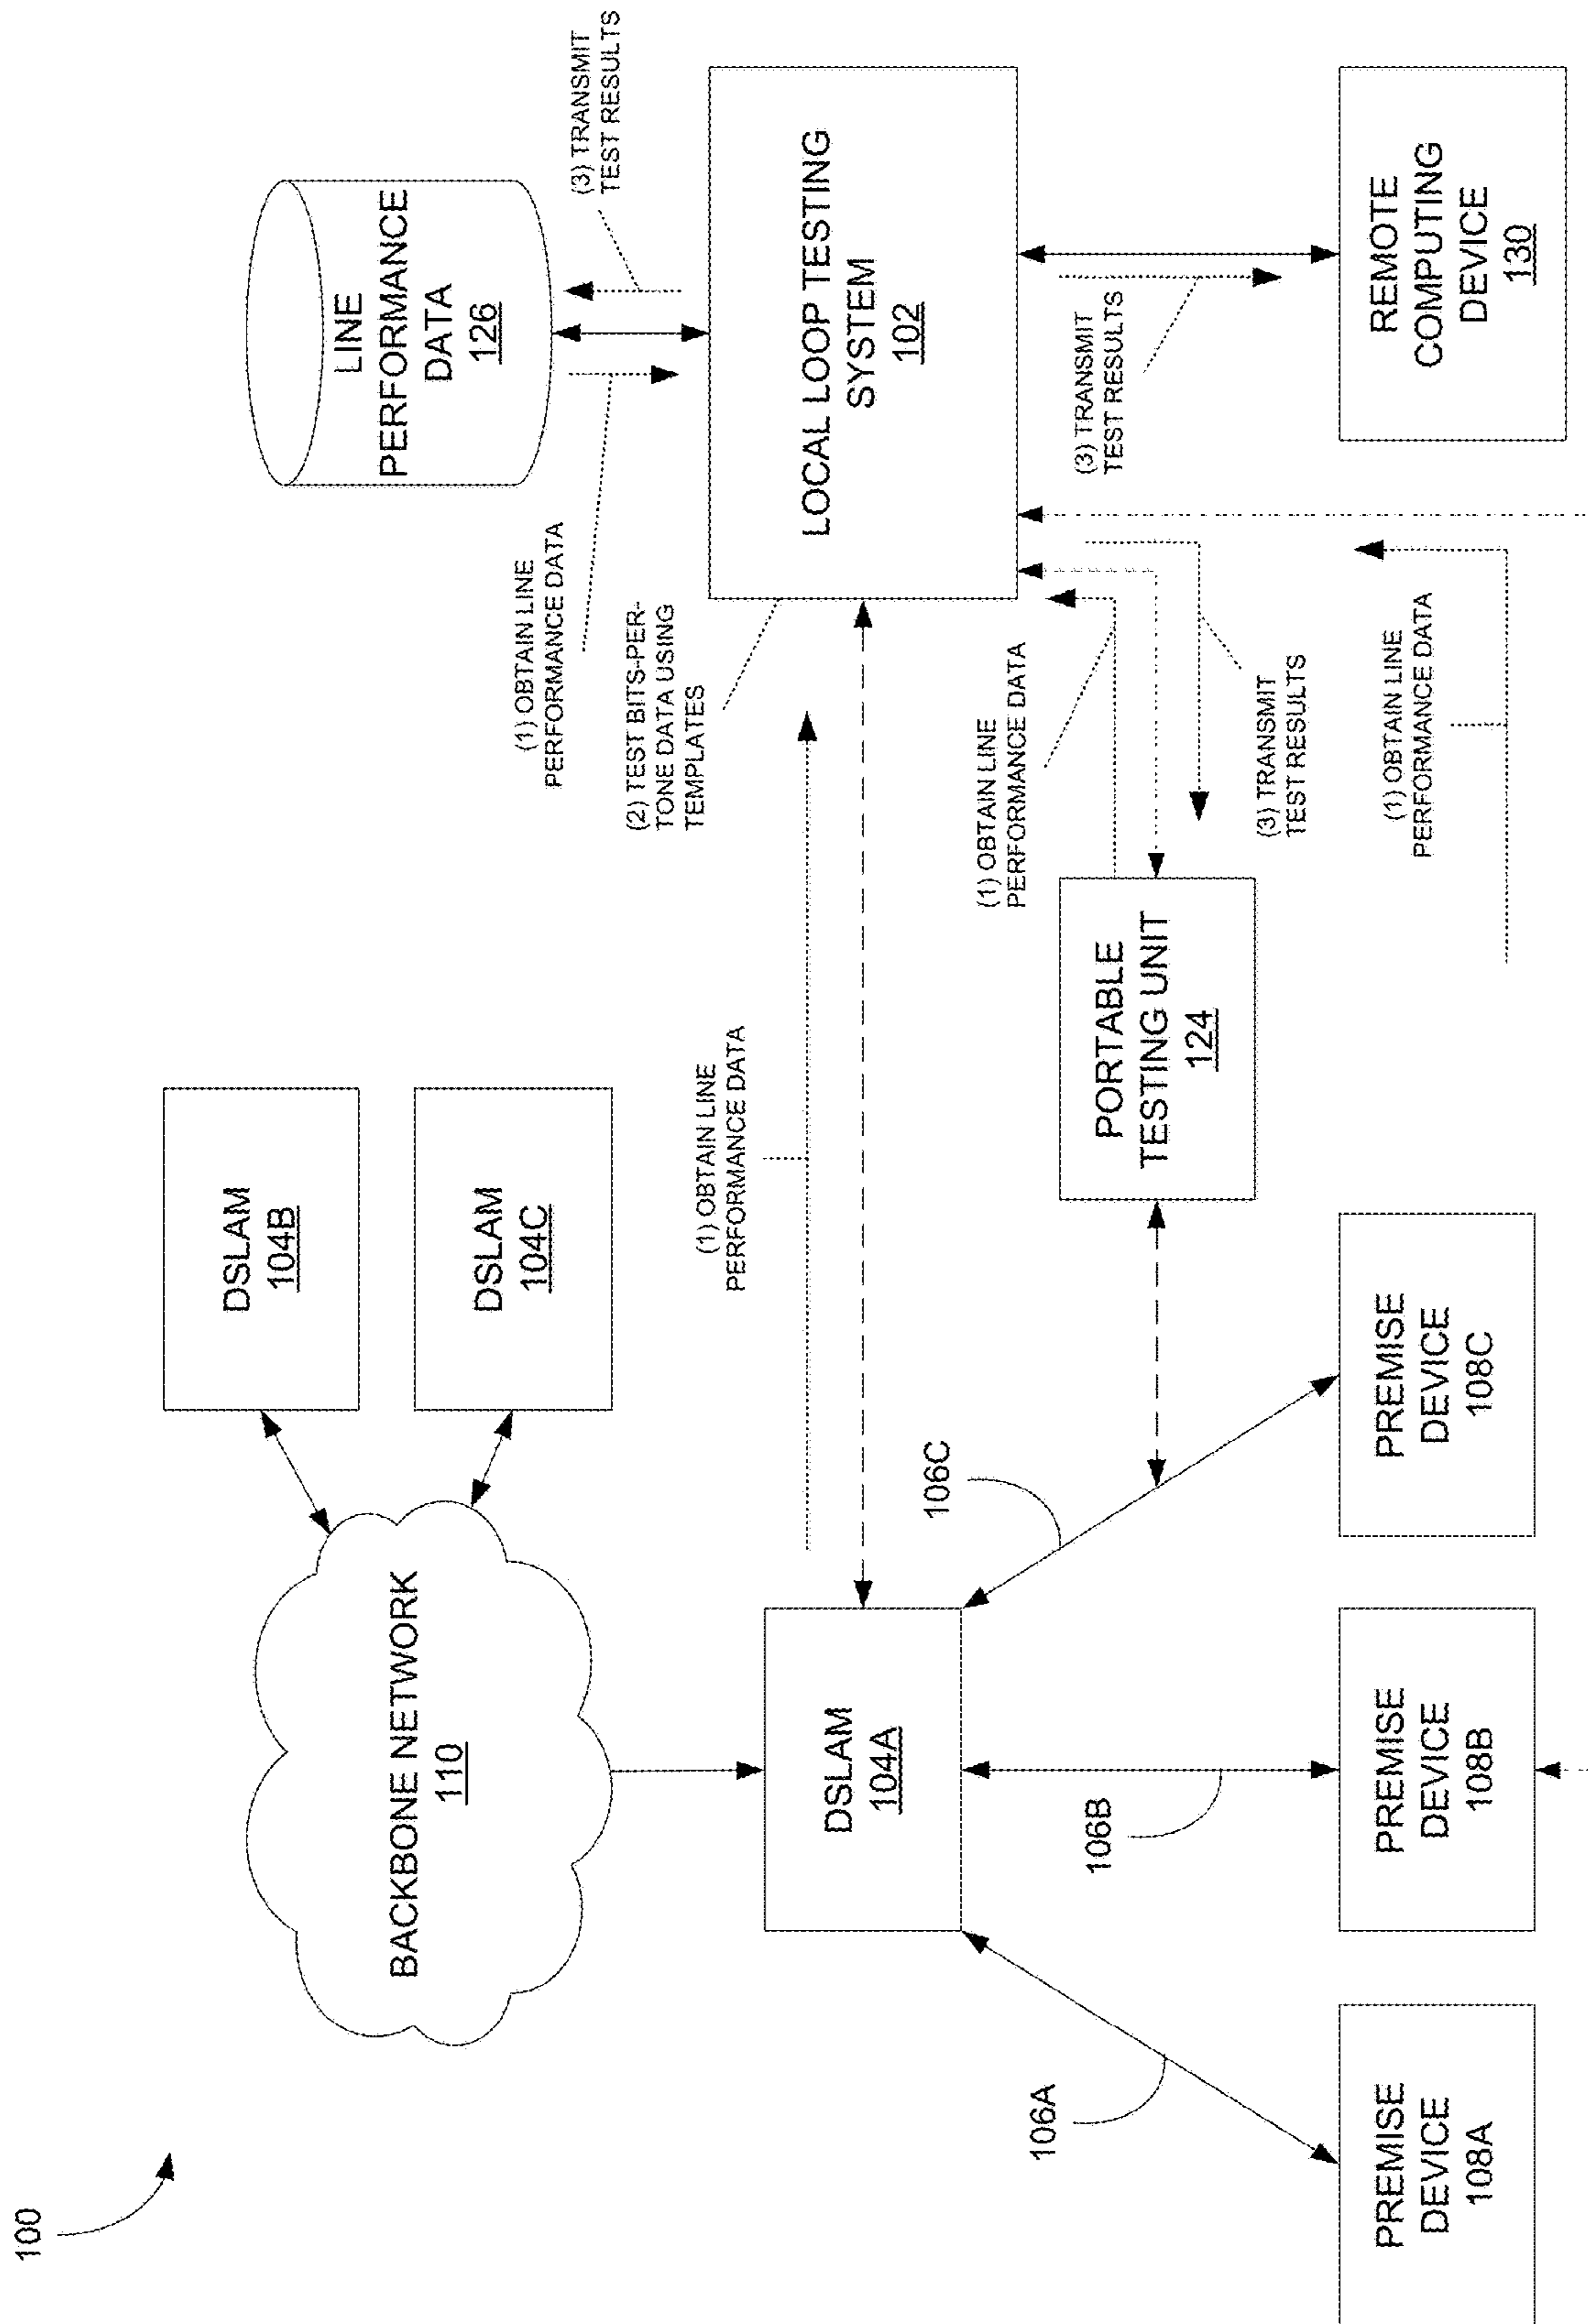 100
BACKBONE NETWORK
110
DSLAM
104B
DSLAM
104C
LINE
PERFORMANCE
DATA
126
(3) TRANSMIT
TEST RESULTS
(1) OBTAIN LINE
PERFORMANCE DATA
(2) TEST BITS-PER-
TONE DATA USING
TEMPLATES
(1) OBTAIN LINE
PERFORMANCE DATA
DSLAM
104A
LOCAL LOOP TESTING
SYSTEM
102
106A
106B
106C
(1) OBTAIN LINE
PERFORMANCE DATA
PORTABLE
TESTING UNIT
124
(3) TRANSMIT
TEST RESULTS
(3) TRANSMIT
TEST RESULTS
(1) OBTAIN LINE
PERFORMANCE DATA
PREMISE
DEVICE
108A
PREMISE
DEVICE
108B
PREMISE
DEVICE
108C
REMOTE
COMPUTING
DEVICE
130